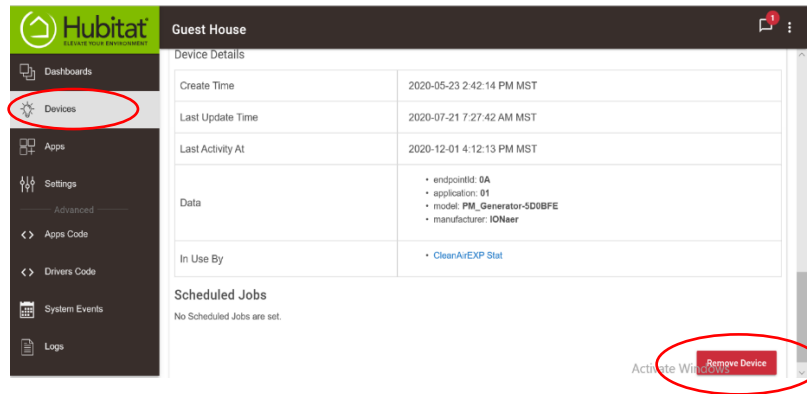 Hubitat
ELEVATE YOUR ENVIRONMENT
Guest House
1
Dashboards
Devices
Apps
Settings
Advanced
Apps Code
Drivers Code
System Events
Logs
Device Details
Create Time 2020-05-23 2:42:14 PM MST
Last Update Time 2020-07-21 7:27:42 AM MST
Last Activity At 2020-12-01 4:12:13 PM MST
Data
• endpointId: 0A
• application: 01
• model: PM_Generator-5D0BFE
• manufacturer: IONaer
In Use By • CleanAirEXP Stat
Scheduled Jobs
No Scheduled Jobs are set.
Remove Device
Activate Windows